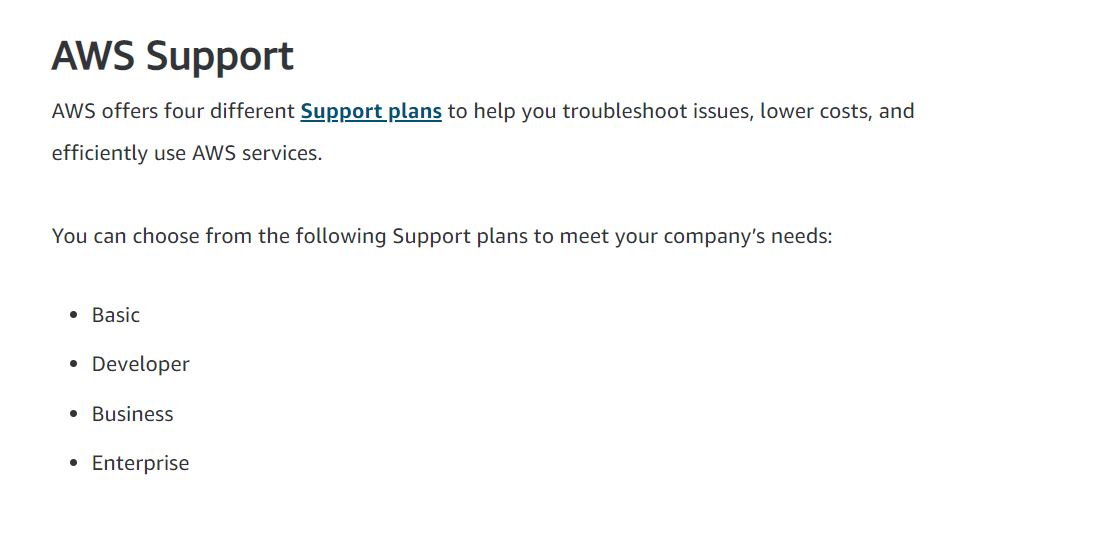 AWS Support
AWS offers four different Support plans to help you troubleshoot issues, lower costs, and
efficiently use AWS services.
You can choose from the following Support plans to meet your company’s needs:
• Basic
• Developer
• Business
• Enterprise